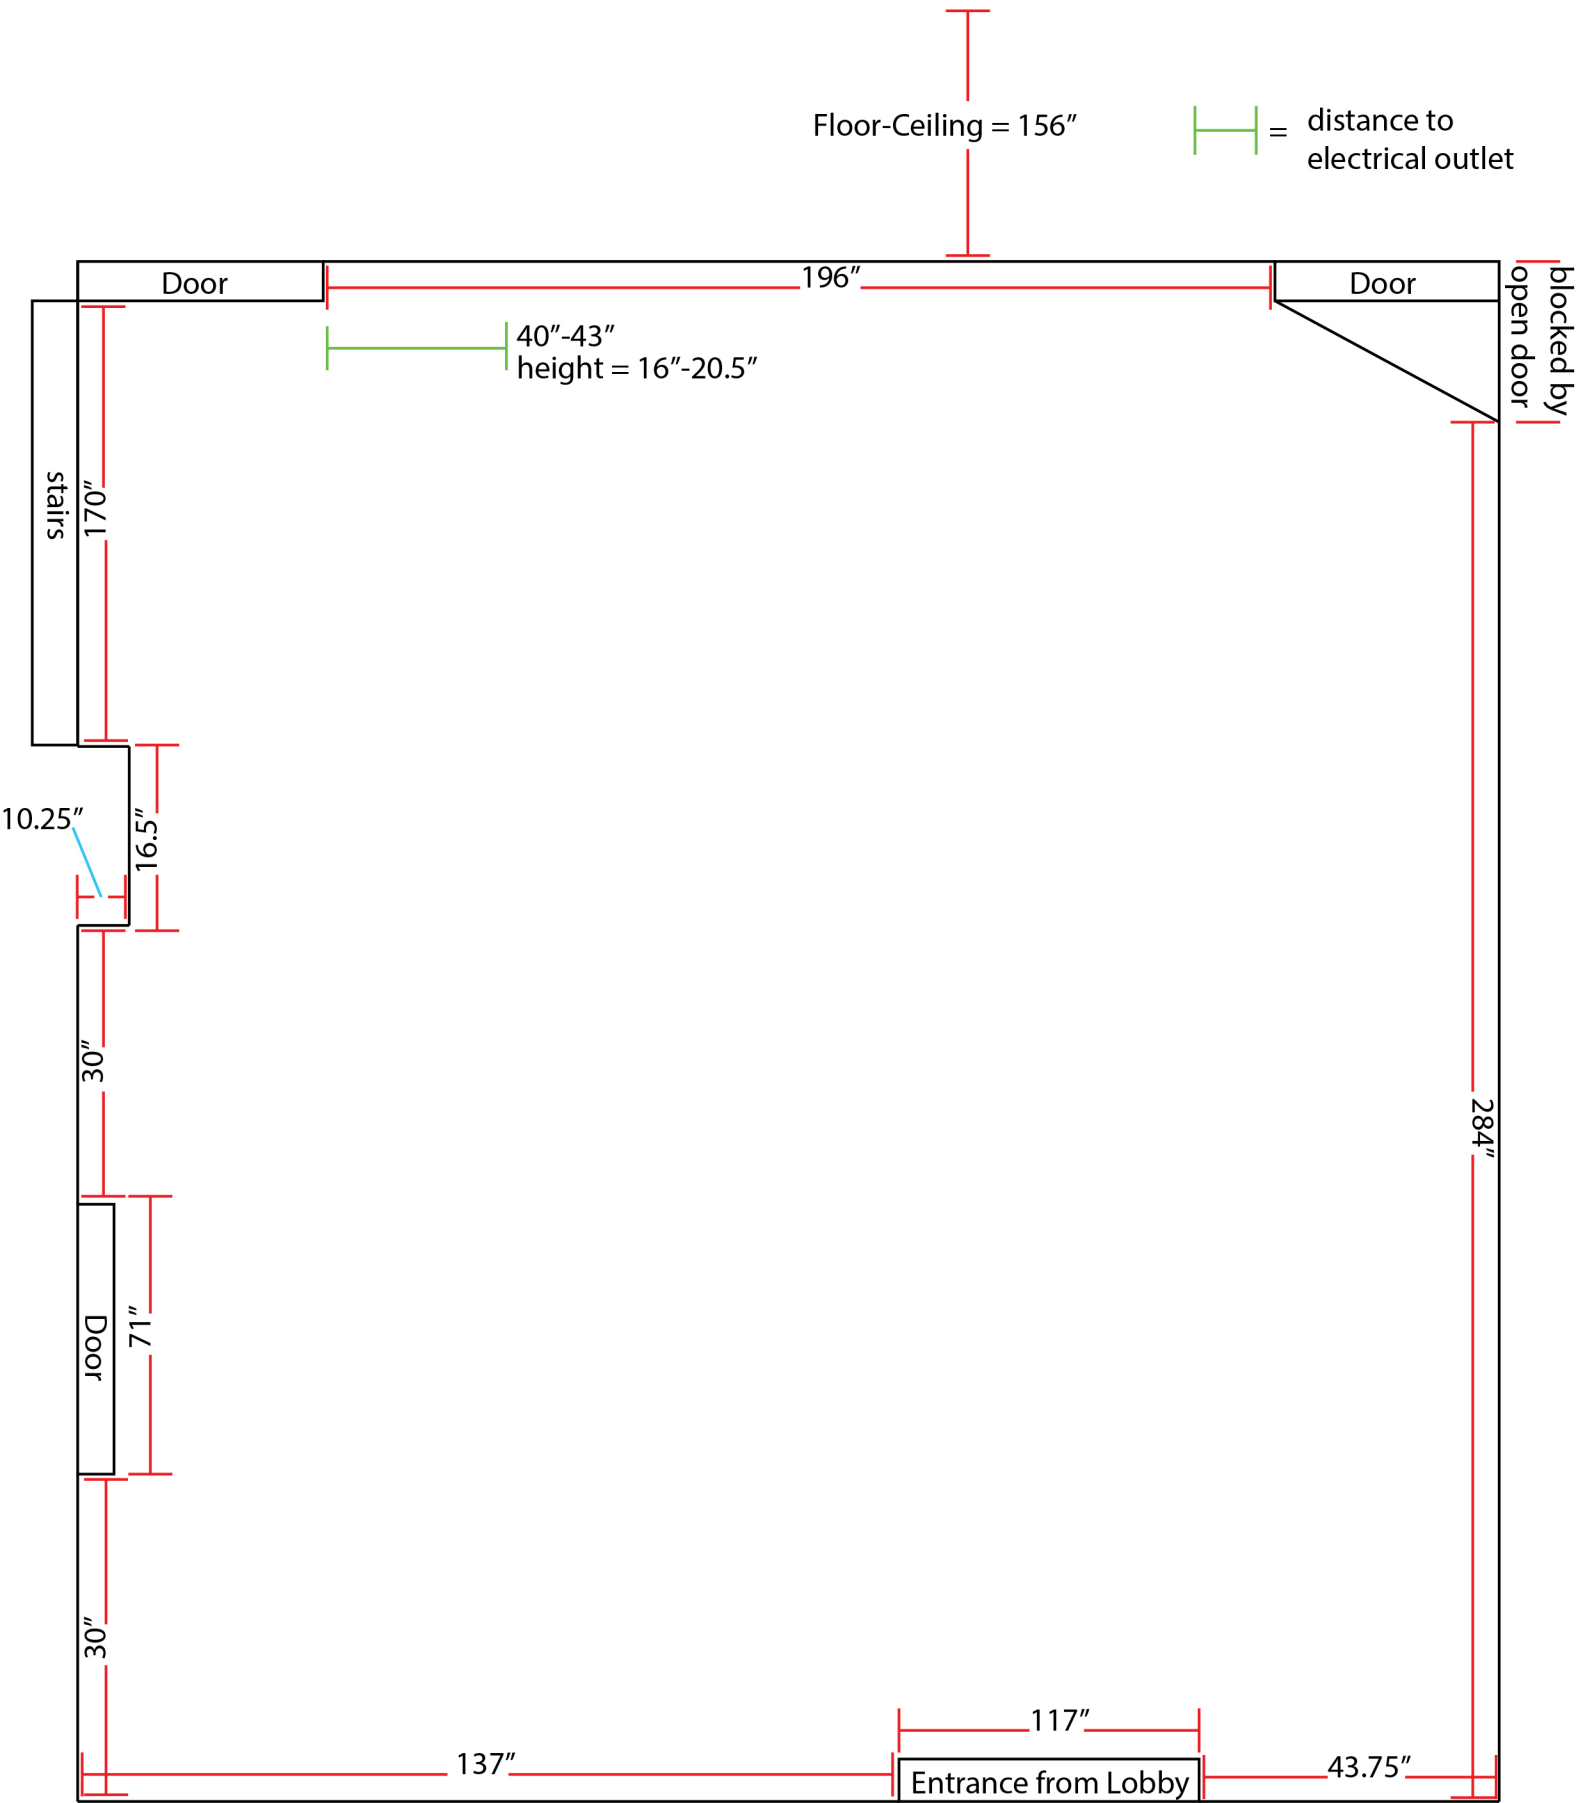 Floor-Ceiling = 156”
= distance to
electrical outlet
Door
196”
Door
blocked by
open door
40”-43”
height = 16”-20.5”
stairs
170”
10.25”
16.5”
30”
284”
Door
71”
30”
117”
137”
Entrance from Lobby
43.75”